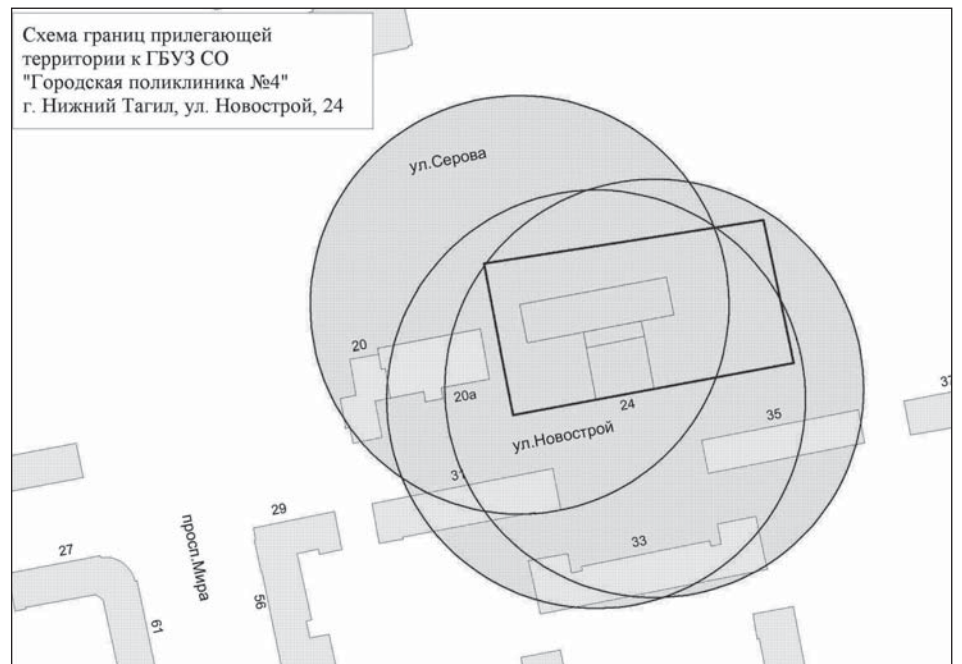 Схема границ прилегающей
территории к ГБУЗ СО
"Городская поликлиника №4"
г. Нижний Тагил, ул. Новострой, 24
ул.Серова
20
20а
24
ул.Новострой
35
37
31
33
29
27
просп.Мира
56
61